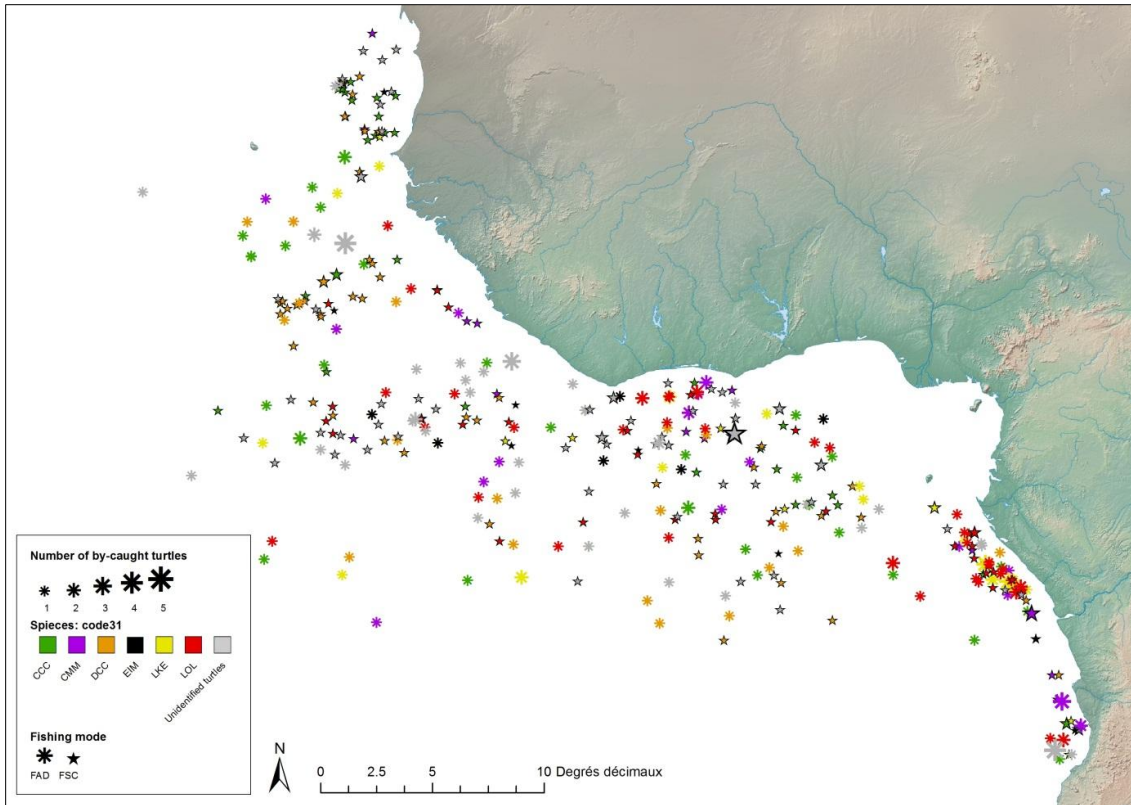 Number of by-caught turtles
1 2 3 4 5
Spieces: code31
CCC CMM DCC EIM LKE LOL Unidentified turtles
Fishing mode
FAD FSC
N
0 2.5 5 10 Degrés décimaux